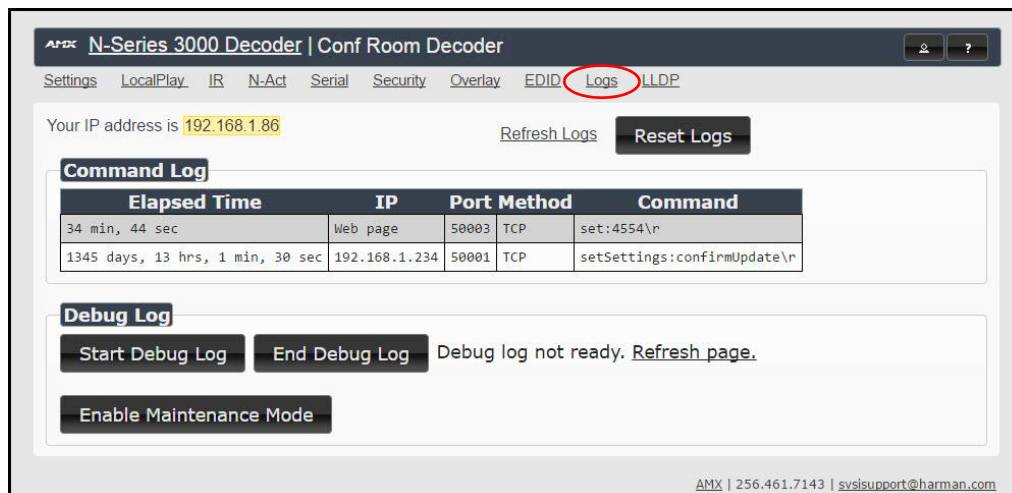 AMX N-Series 3000 Decoder | Conf Room Decoder ?
Settings LocalPlay IR N-Act Serial Security Overlay EDID Logs LLDP
Your IP address is 192.168.1.86
Refresh Logs Reset Logs
Command Log
Elapsed Time IP Port Method Command
34 min, 44 sec Web page 50003 TCP set:4554\r
1345 days, 13 hrs, 1 min, 30 sec 192.168.1.234 50001 TCP setSettings:confirmUpdate\r
Debug Log
Start Debug Log End Debug Log Debug log not ready. Refresh page.
Enable Maintenance Mode
AMX | 256.461.7143 | svsisupport@harman.com